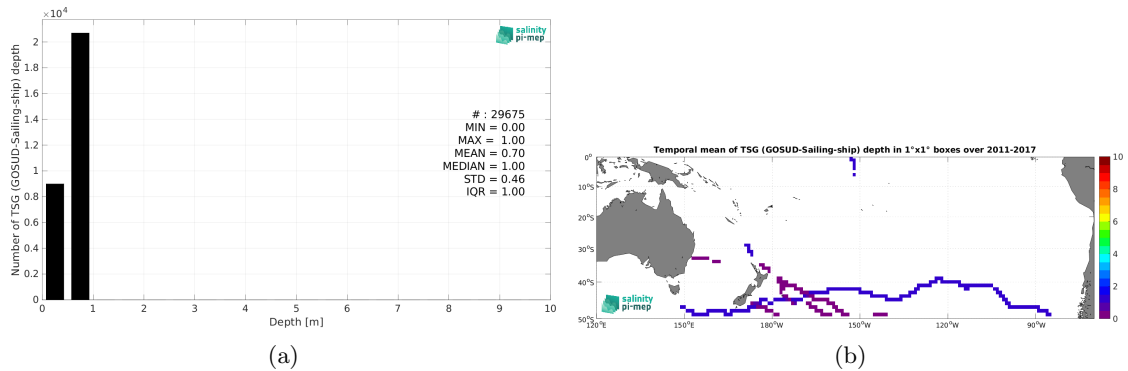 ×10⁴
2
1.8
1.6
1.4
1.2
1
0.8
0.6
0.4
0.2
0
Number of TSG (GOSUD-Sailing-ship) depth
0 1 2 3 4 5 6 7 8 9 10
Depth [m]
salinity
pi-mep
# : 29675
MIN = 0.00
MAX = 1.00
MEAN = 0.70
MEDIAN = 1.00
STD = 0.46
IQR = 1.00
(a)
Temporal mean of TSG (GOSUD-Sailing-ship) depth in 1°x1° boxes over 2011-2017
0°
10°S
20°S
30°S
40°S
50°S
120°E 150°E 180°W 150°W 120°W 90°W
salinity
pi-mep
10
8
6
4
2
0
(b)